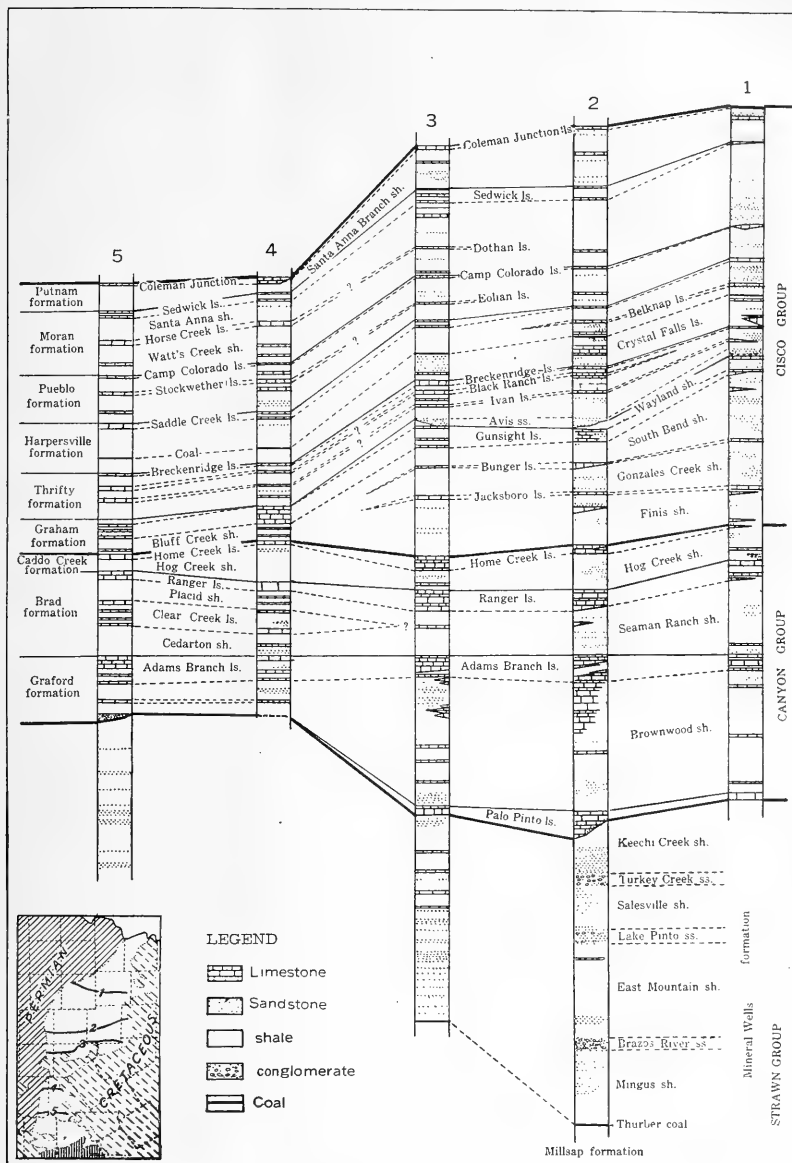 1
2
3
4
5
Coleman Junction ls.
Santa Anna Branch sh.
Sedwick ls.
Dothan ls.
Camp Colorado ls.
Eolian ls.
Belknap ls.
Crystal Falls ls.
Breckenridge ls.
Black Ranch ls.
Ivan ls.
Avis ss.
Wayland sh.
Gunsight ls.
South Bend sh.
Bunger ls.
Gonzales Creek sh.
Jacksboro ls.
Finis sh.
Home Creek ls.
Hog Creek sh.
Ranger ls.
Seaman Ranch sh.
Adams Branch ls.
Brownwood sh.
Palo Pinto ls.
Keechi Creek sh.
Turkey Creek ss.
Salesville sh.
Lake Pinto ss.
East Mountain sh.
Brazos River ss
Mingus sh.
Thurber coal
Millsap formation
Mineral Wells formation
CISCO GROUP
CANYON GROUP
STRAWN GROUP
Putnam
formation
Moran
formation
Pueblo
formation
Harpersville
formation
Thrifty
formation
Graham
formation
Caddo Creek
formation
Brad
formation
Graford
formation
Coleman Junction
Sedwick ls.
Santa Anna sh.
Horse Creek ls.
Watt's Creek sh.
Camp Colorado ls.
Stockwether ls.
Saddle Creek ls.
Coal
Breckenridge ls.
Bluff Creek sh.
Home Creek ls.
Hog Creek sh.
Ranger ls.
Placid sh.
Clear Creek ls.
Cedarton sh.
Adams Branch ls.
?
?
?
?
?
LEGEND
Limestone
Sandstone
shale
conglomerate
Coal
PERMIAN
CRETACEOUS
1
2
3
4
5